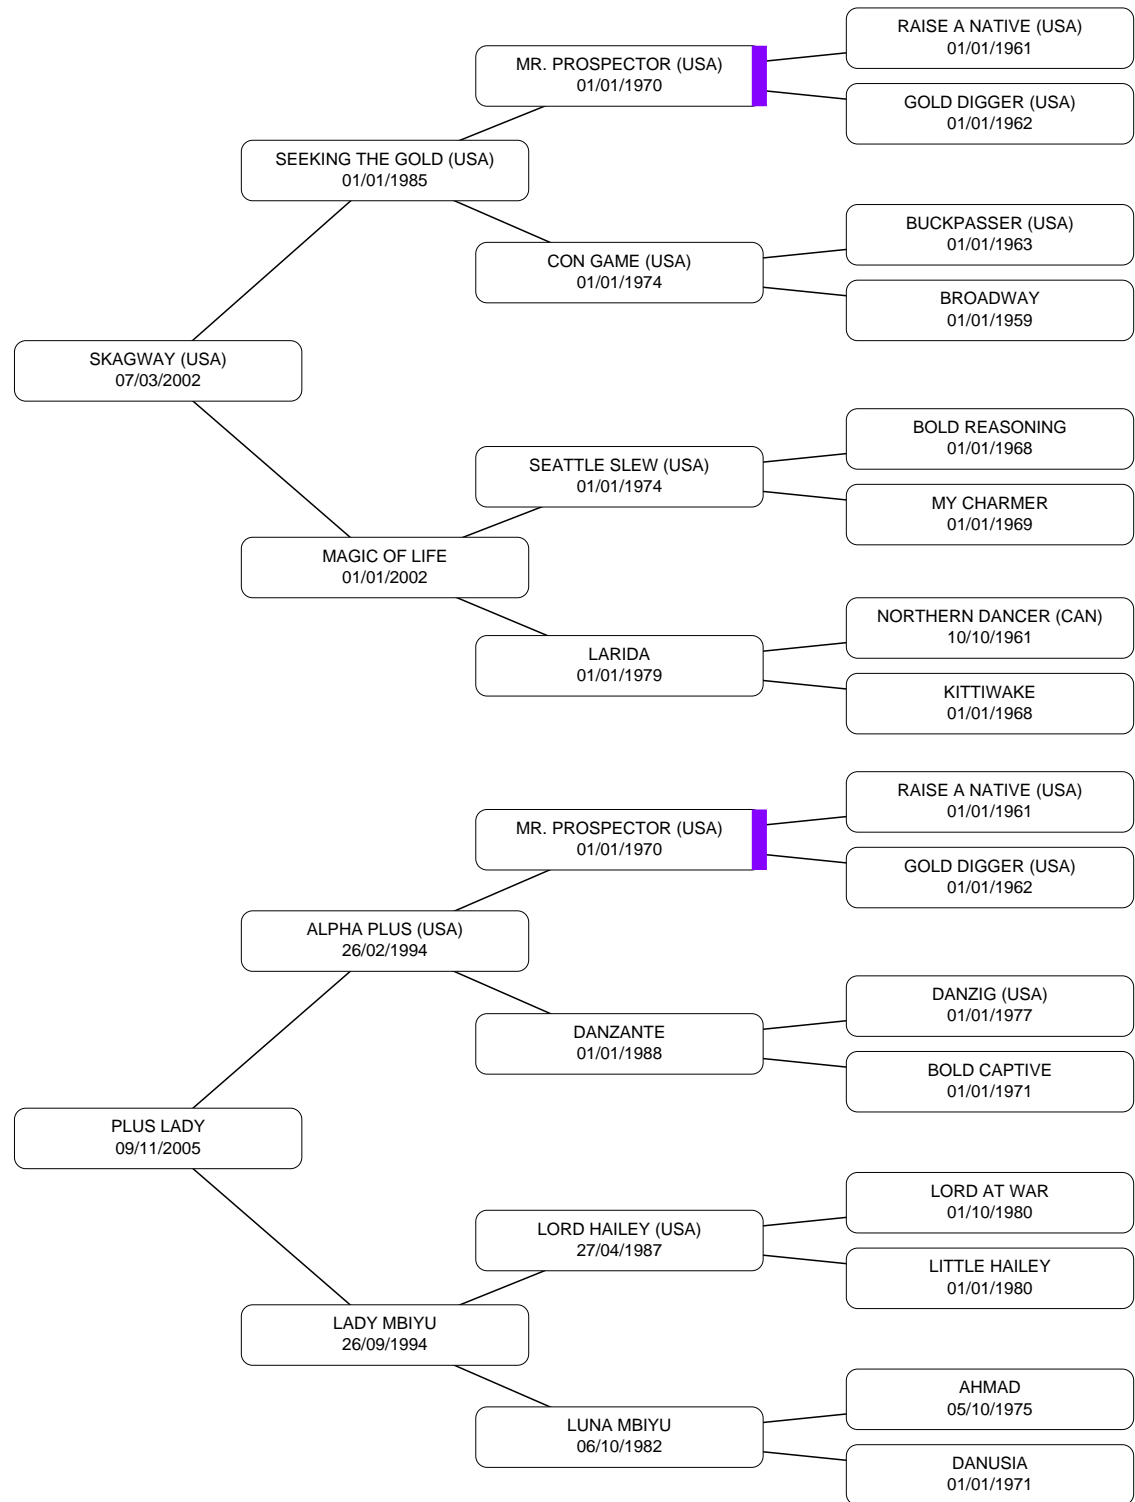 RAISE A NATIVE (USA)
01/01/1961
MR. PROSPECTOR (USA)
01/01/1970
GOLD DIGGER (USA)
01/01/1962
SEEKING THE GOLD (USA)
01/01/1985
BUCKPASSER (USA)
01/01/1963
CON GAME (USA)
01/01/1974
BROADWAY
01/01/1959
SKAGWAY (USA)
07/03/2002
BOLD REASONING
01/01/1968
SEATTLE SLEW (USA)
01/01/1974
MY CHARMER
01/01/1969
MAGIC OF LIFE
01/01/2002
NORTHERN DANCER (CAN)
10/10/1961
LARIDA
01/01/1979
KITTIWAKE
01/01/1968
RAISE A NATIVE (USA)
01/01/1961
MR. PROSPECTOR (USA)
01/01/1970
GOLD DIGGER (USA)
01/01/1962
ALPHA PLUS (USA)
26/02/1994
DANZIG (USA)
01/01/1977
DANZANTE
01/01/1988
BOLD CAPTIVE
01/01/1971
PLUS LADY
09/11/2005
LORD AT WAR
01/10/1980
LORD HAILEY (USA)
27/04/1987
LITTLE HAILEY
01/01/1980
LADY MBIYU
26/09/1994
AHMAD
05/10/1975
LUNA MBIYU
06/10/1982
DANUSIA
01/01/1971